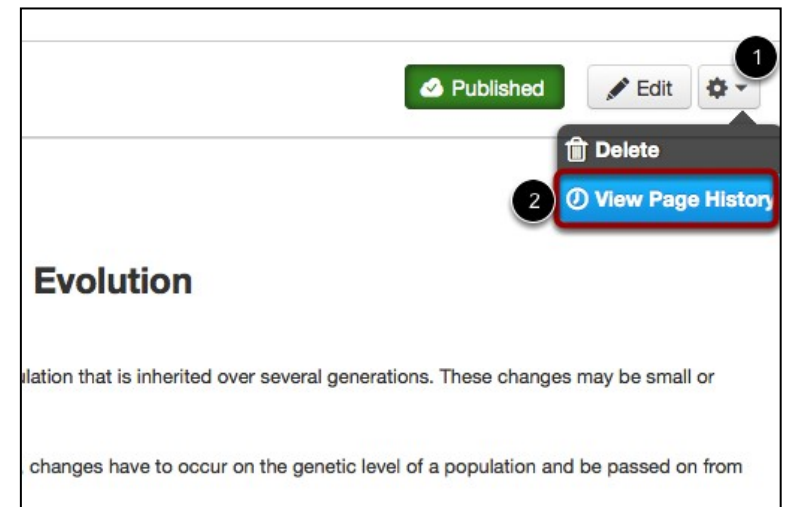 1
Published Edit
Delete
2 View Page History
Evolution
ulation that is inherited over several generations. These changes may be small or
changes have to occur on the genetic level of a population and be passed on from